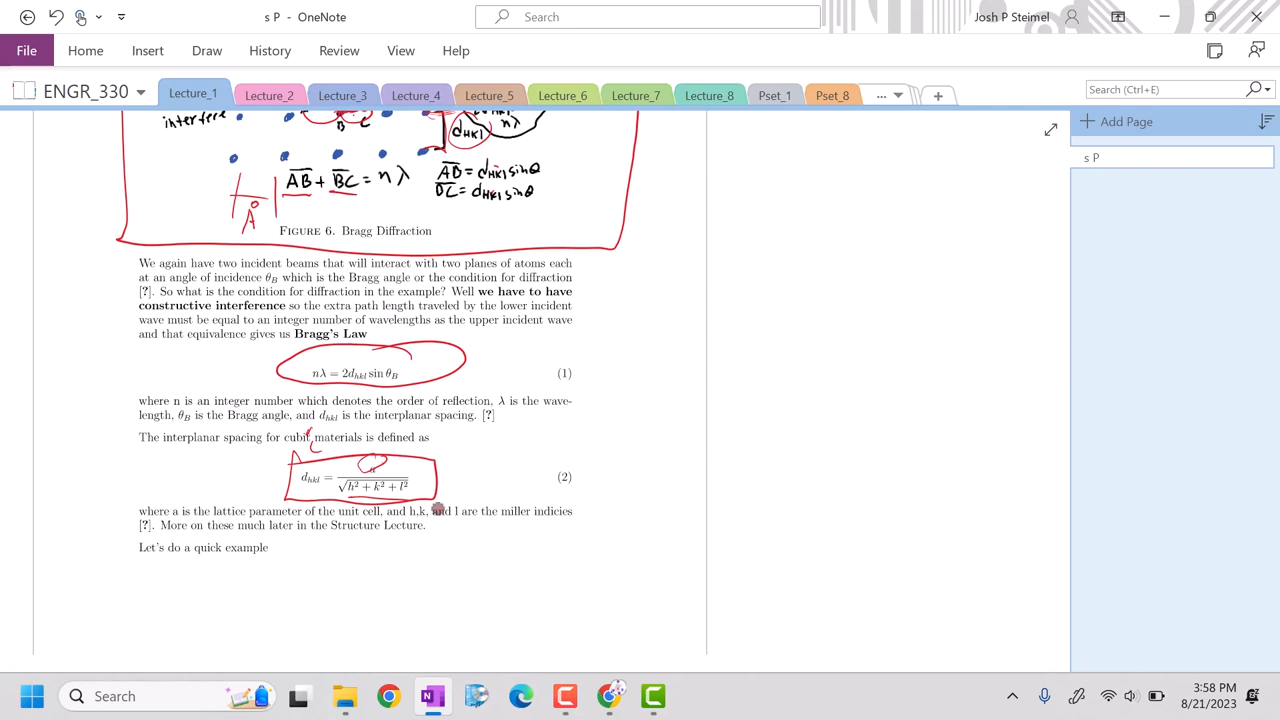 s P - OneNote
Search
Josh P Steimel
File Home Insert Draw History Review View Help
ENGR_330
Lecture_1 Lecture_2 Lecture_3 Lecture_4 Lecture_5 Lecture_6 Lecture_7 Lecture_8 Pset_1 Pset_8 ...
Search (Ctrl+E)
Add Page
s P
interfere
B C
dHKl
nλ
AB + BC = nλ
AB = dHKl sinθ
BC = dHKl sinθ
Å
FIGURE 6. Bragg Diffraction
We again have two incident beams that will interact with two planes of atoms each
at an angle of incidence θB which is the Bragg angle or the condition for diffraction
[?]. So what is the condition for diffraction in the example? Well we have to have
constructive interference so the extra path length traveled by the lower incident
wave must be equal to an integer number of wavelengths as the upper incident wave
and that equivalence gives us Bragg's Law
nλ = 2dhkl sin θB (1)
where n is an integer number which denotes the order of reflection, λ is the wave-
length, θB is the Bragg angle, and dhkl is the interplanar spacing. [?]
The interplanar spacing for cubic materials is defined as
dhkl = a / √h² + k² + l² (2)
where a is the lattice parameter of the unit cell, and h,k, and l are the miller indicies
[?]. More on these much later in the Structure Lecture.
Let's do a quick example
Search
3:58 PM
8/21/2023